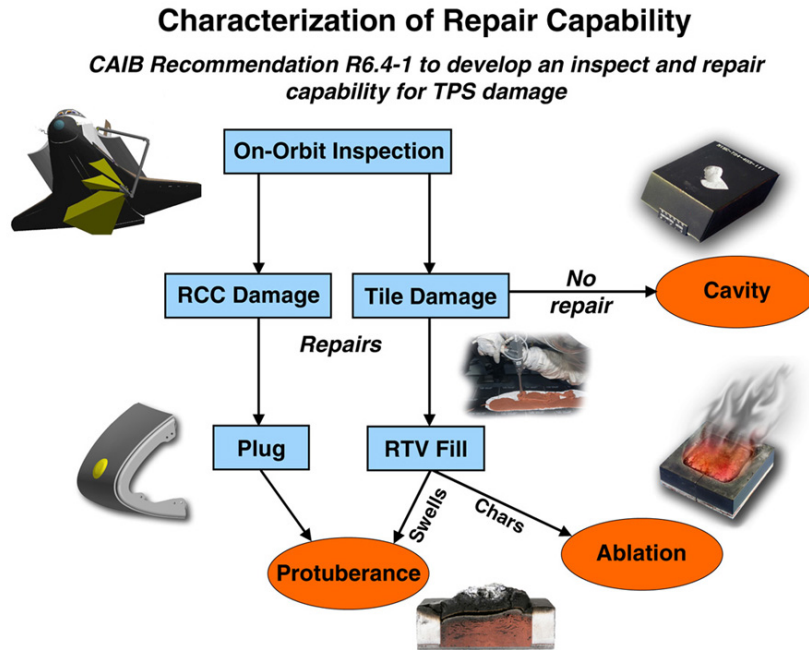 Characterization of Repair Capability
CAIB Recommendation R6.4-1 to develop an inspect and repair
capability for TPS damage
On-Orbit Inspection
RCC Damage
Tile Damage
No
repair
Cavity
Repairs
Plug
RTV Fill
Swells
Chars
Protuberance
Ablation